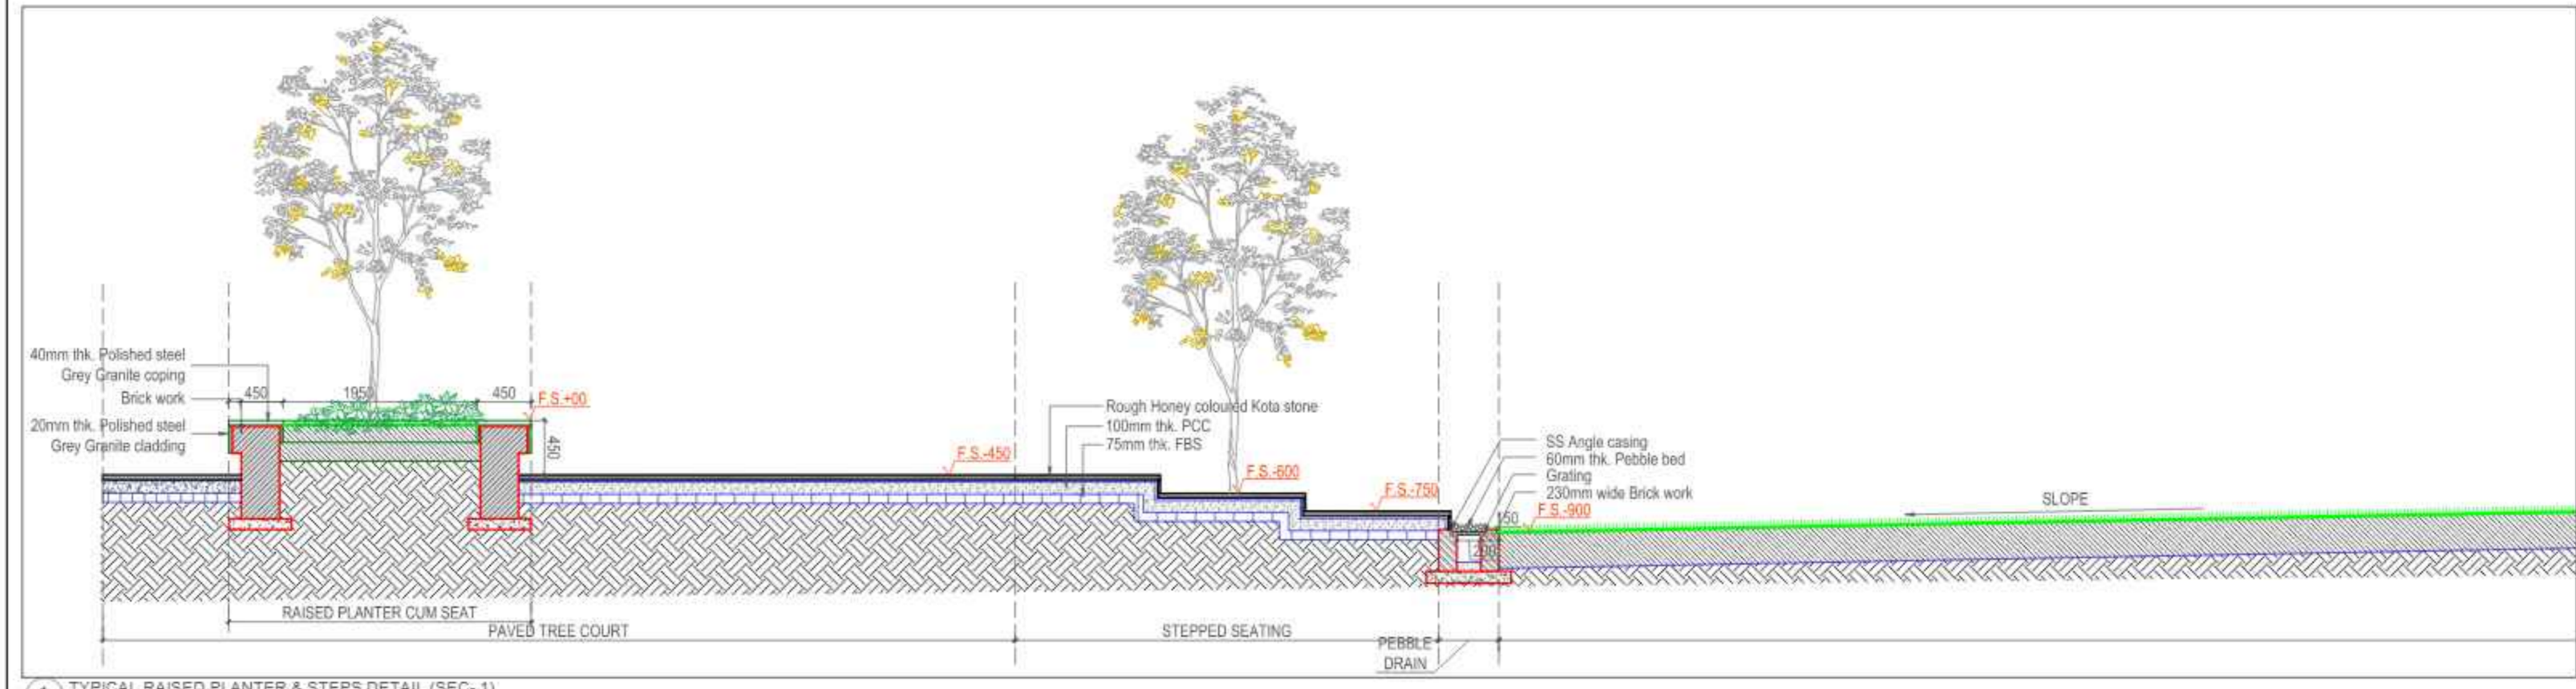 40mm thk. Polished steel
Grey Granite coping
Brick work
20mm thk. Polished steel
Grey Granite cladding
450
1950
450
F.S.+00
450
F.S.-450
Rough Honey coloured Kota stone
100mm thk. PCC
75mm thk. FBS
F.S.-600
F.S.-750
SS Angle casing
60mm thk. Pebble bed
Grating
230mm wide Brick work
150
F.S.-900
200
SLOPE
RAISED PLANTER CUM SEAT
PAVED TREE COURT
STEPPED SEATING
PEBBLE
DRAIN
TYPICAL RAISED PLANTER & STEPS DETAIL (SEC- 1)